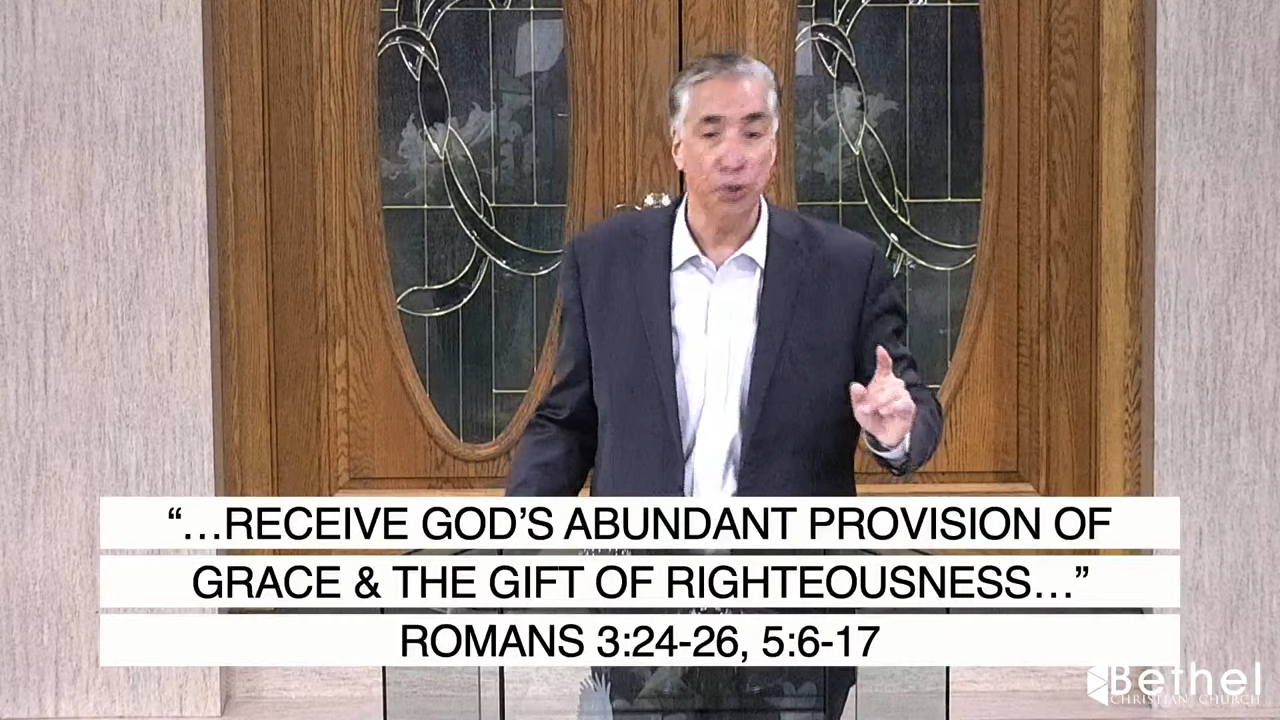 “…RECEIVE GOD’S ABUNDANT PROVISION OF
GRACE & THE GIFT OF RIGHTEOUSNESS…”
ROMANS 3:24-26, 5:6-17
Bethel
CHRISTIAN CHURCH